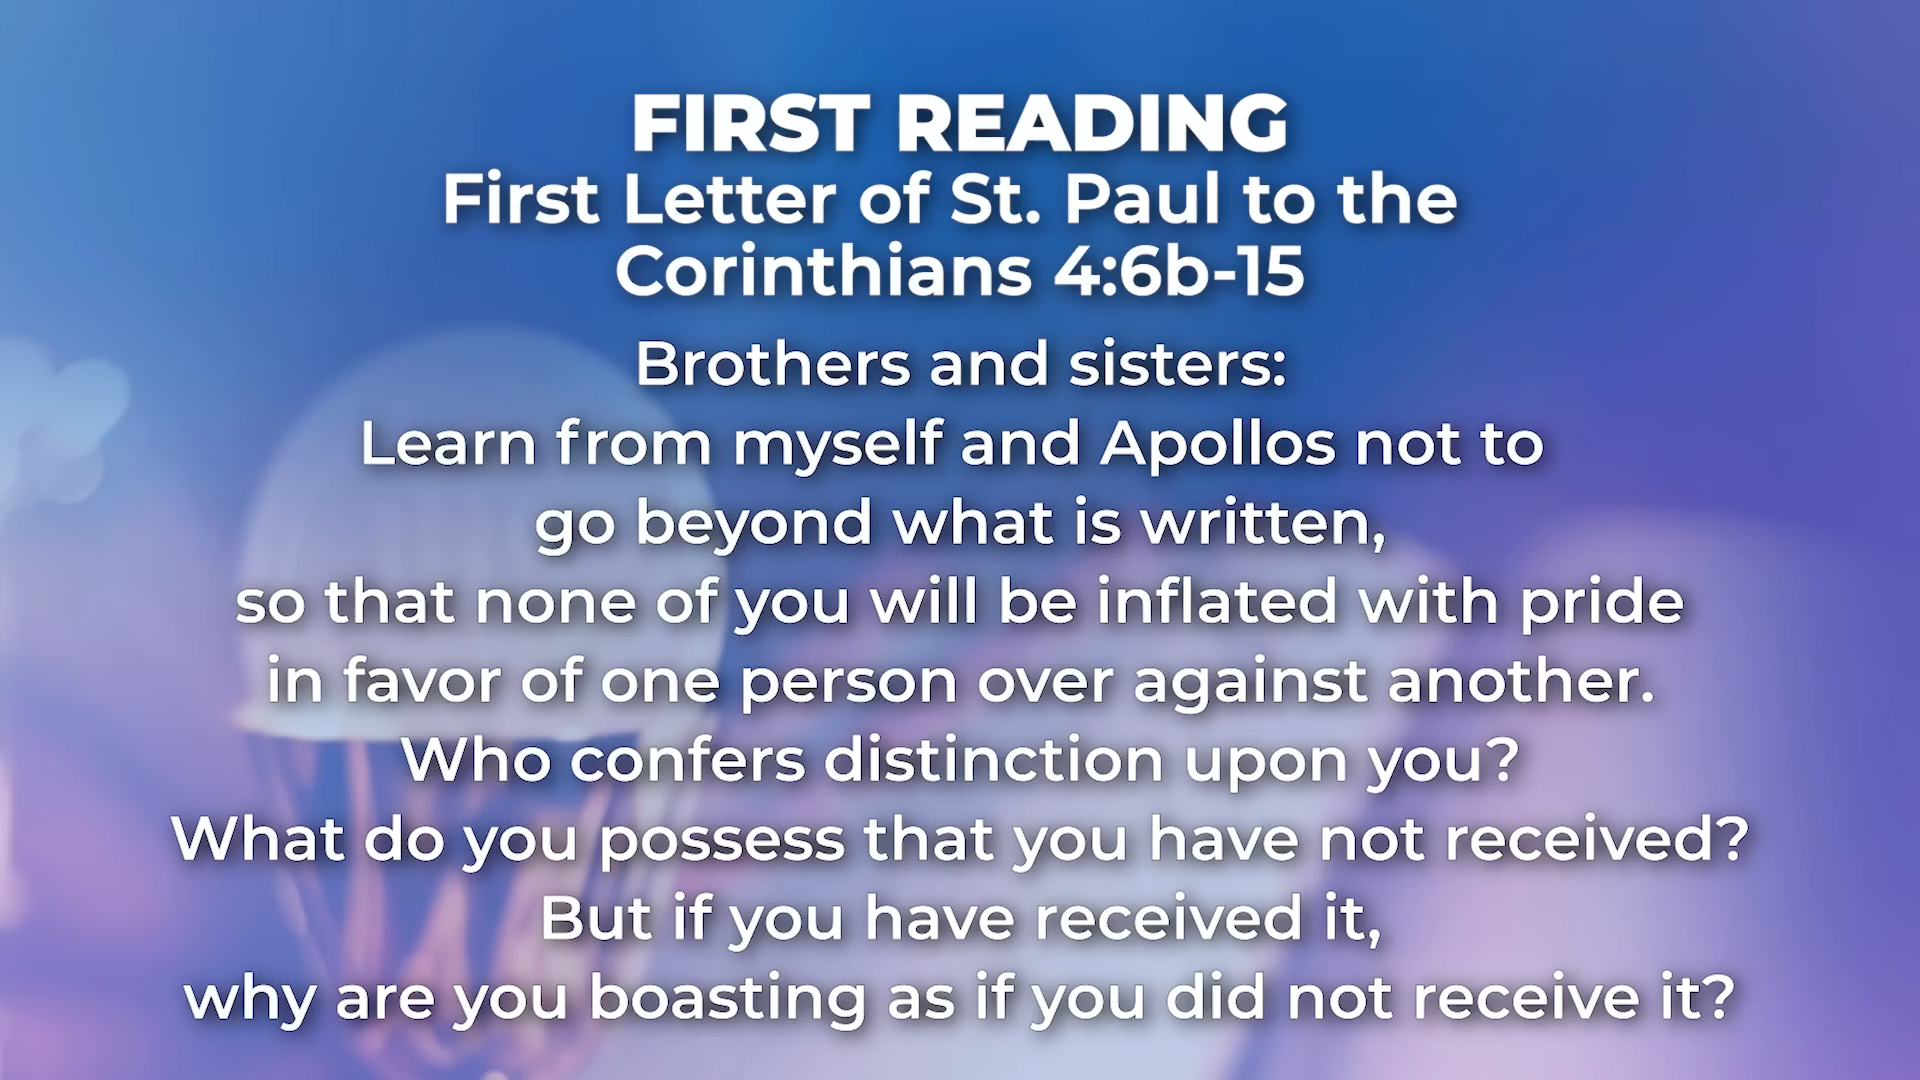 FIRST READING
First Letter of St. Paul to the
Corinthians 4:6b-15
Brothers and sisters:
Learn from myself and Apollos not to
go beyond what is written,
so that none of you will be inflated with pride
in favor of one person over against another.
Who confers distinction upon you?
What do you possess that you have not received?
But if you have received it,
why are you boasting as if you did not receive it?